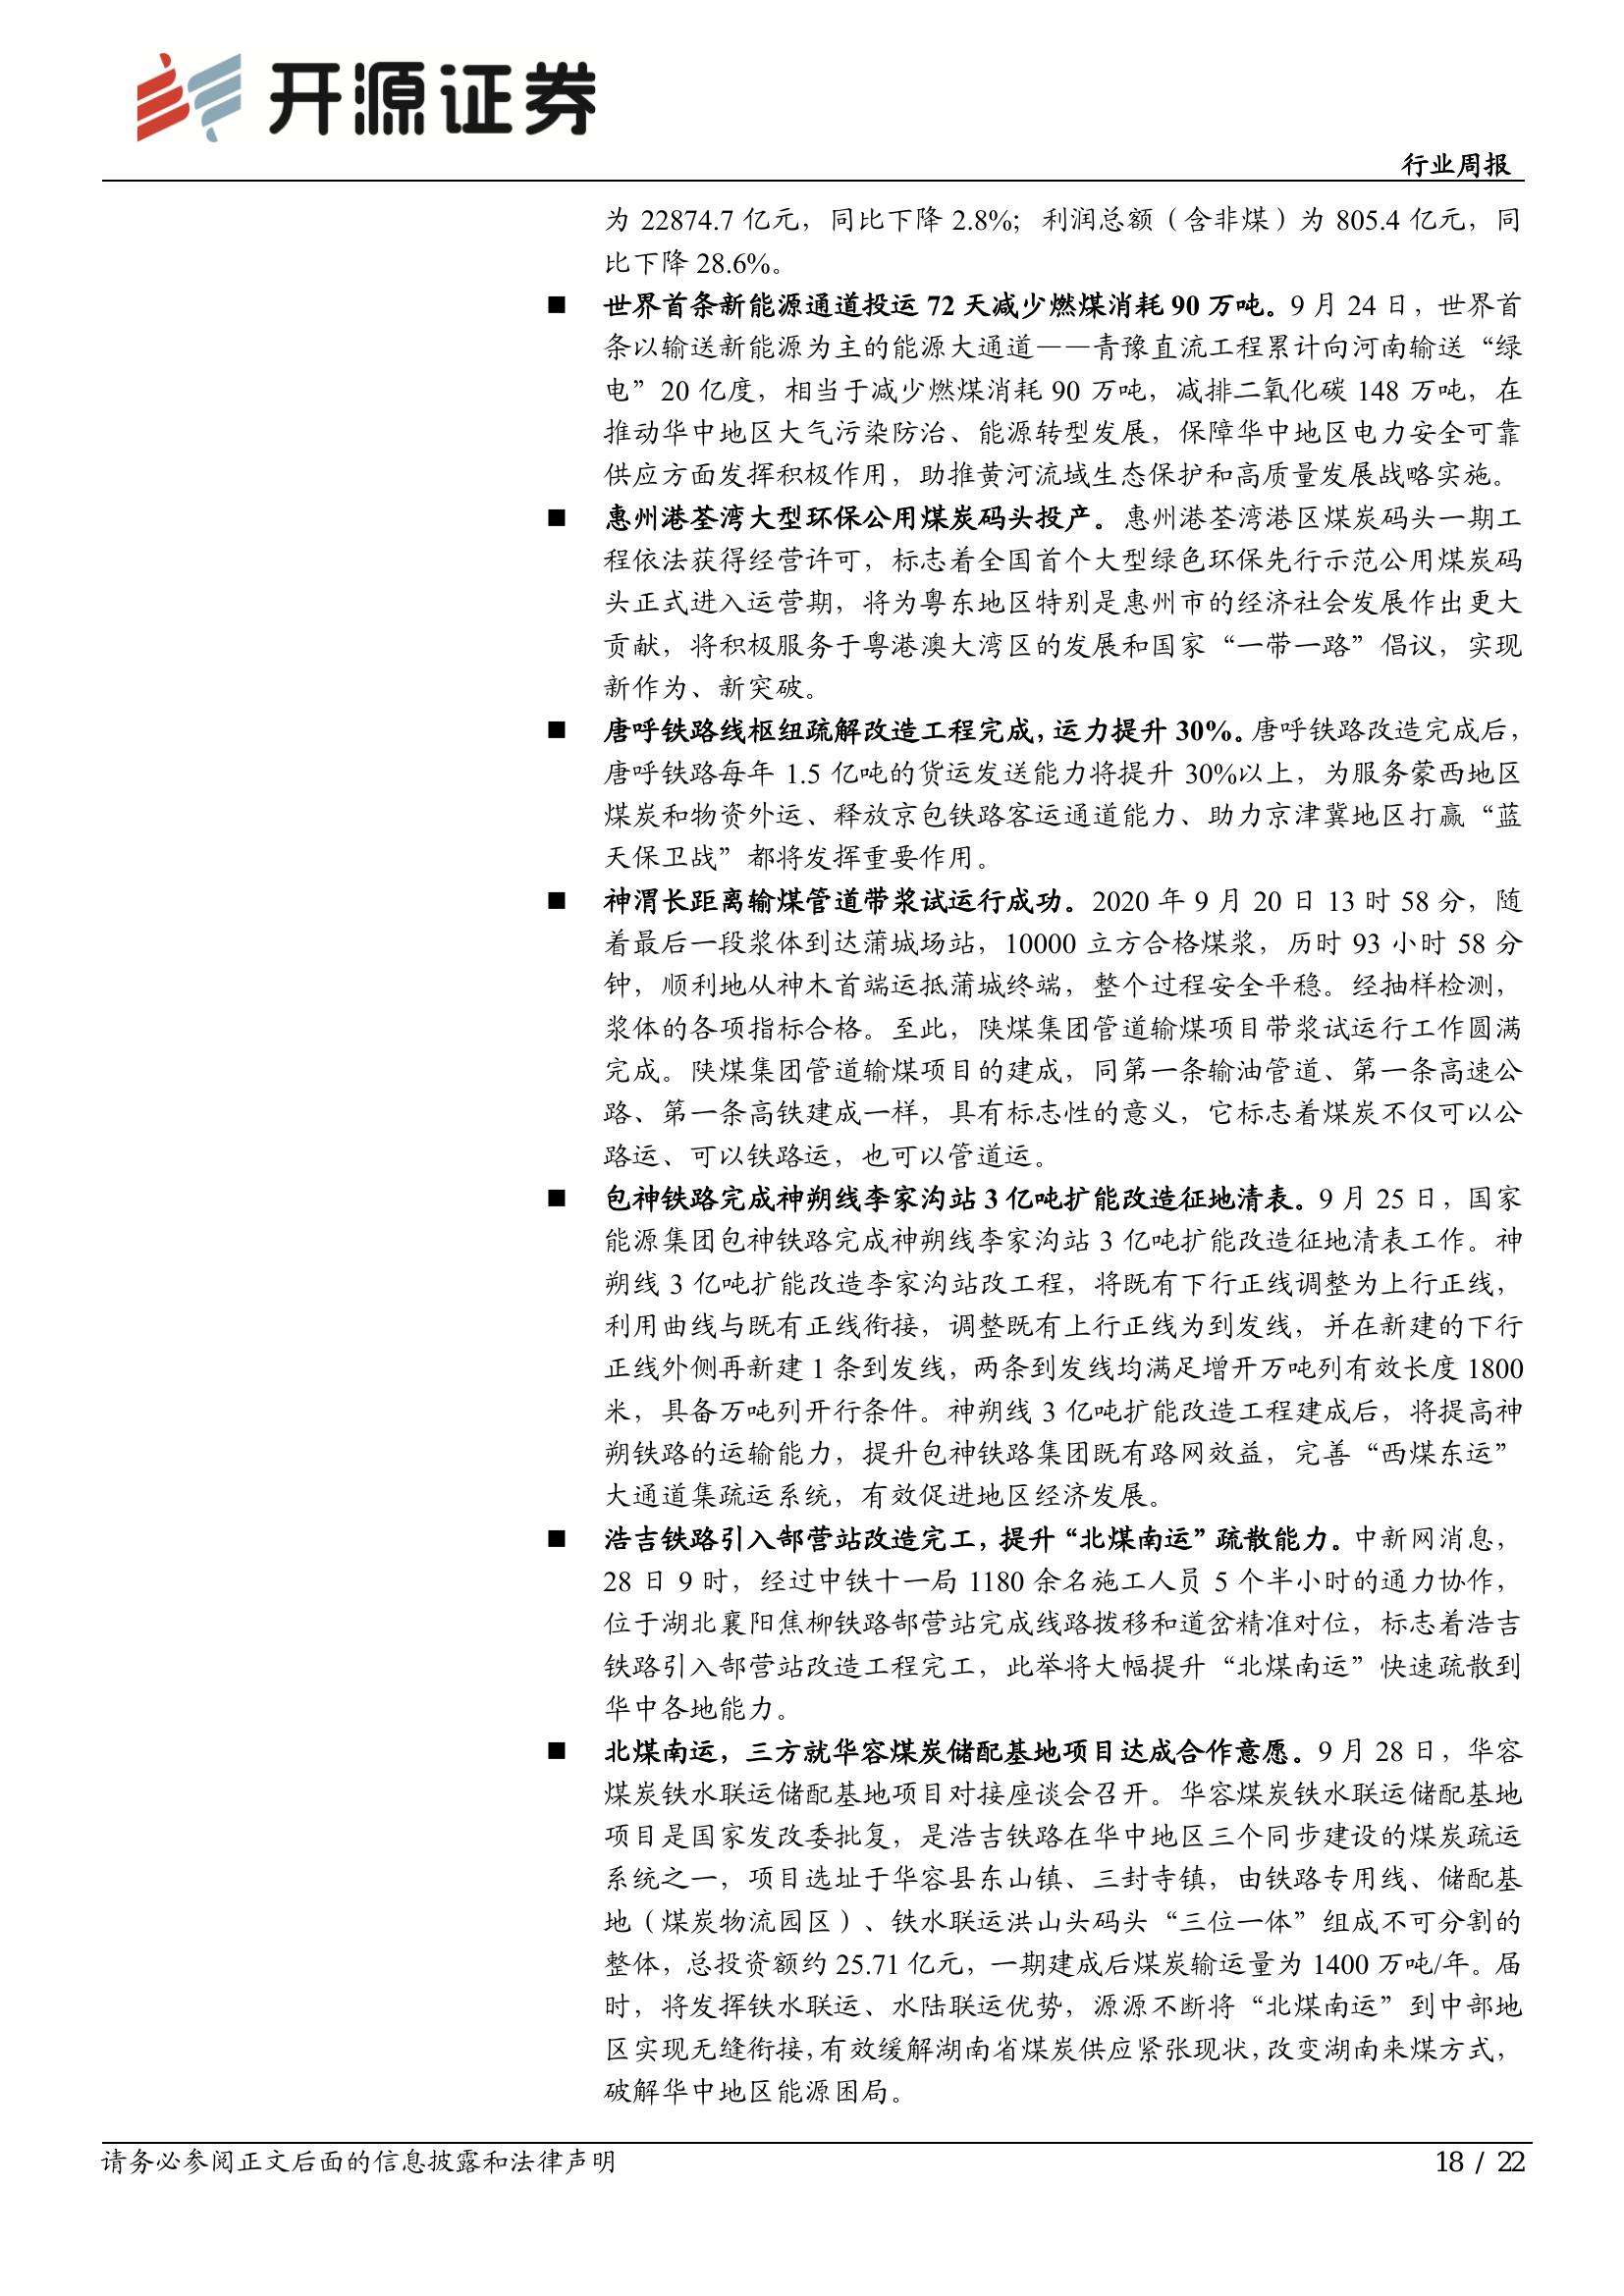 开源证券
行业周报
为 22874.7 亿元，同比下降 2.8%；利润总额（含非煤）为 805.4 亿元，同
比下降 28.6%。
■ 世界首条新能源通道投运 72 天减少燃煤消耗 90 万吨。9 月 24 日，世界首
条以输送新能源为主的能源大通道——青豫直流工程累计向河南输送“绿
电”20 亿度，相当于减少燃煤消耗 90 万吨，减排二氧化碳 148 万吨，在
推动华中地区大气污染防治、能源转型发展，保障华中地区电力安全可靠
供应方面发挥积极作用，助推黄河流域生态保护和高质量发展战略实施。
■ 惠州港荃湾大型环保公用煤炭码头投产。惠州港荃湾港区煤炭码头一期工
程依法获得经营许可，标志着全国首个大型绿色环保先行示范公用煤炭码
头正式进入运营期，将为粤东地区特别是惠州市的经济社会发展作出更大
贡献，将积极服务于粤港澳大湾区的发展和国家“一带一路”倡议，实现
新作为、新突破。
■ 唐呼铁路线枢纽疏解改造工程完成，运力提升 30%。唐呼铁路改造完成后，
唐呼铁路每年 1.5 亿吨的货运发送能力将提升 30%以上，为服务蒙西地区
煤炭和物资外运、释放京包铁路客运通道能力、助力京津冀地区打赢“蓝
天保卫战”都将发挥重要作用。
■ 神渭长距离输煤管道带浆试运行成功。2020 年 9 月 20 日 13 时 58 分，随
着最后一段浆体到达蒲城场站，10000 立方合格煤浆，历时 93 小时 58 分
钟，顺利地从神木首端运抵蒲城终端，整个过程安全平稳。经抽样检测，
浆体的各项指标合格。至此，陕煤集团管道输煤项目带浆试运行工作圆满
完成。陕煤集团管道输煤项目的建成，同第一条输油管道、第一条高速公
路、第一条高铁建成一样，具有标志性的意义，它标志着煤炭不仅可以公
路运、可以铁路运，也可以管道运。
■ 包神铁路完成神朔线李家沟站 3 亿吨扩能改造征地清表。9 月 25 日，国家
能源集团包神铁路完成神朔线李家沟站 3 亿吨扩能改造征地清表工作。神
朔线 3 亿吨扩能改造李家沟站改工程，将既有下行正线调整为上行正线，
利用曲线与既有正线衔接，调整既有上行正线为到发线，并在新建的下行
正线外侧再新建 1 条到发线，两条到发线均满足增开万吨列有效长度 1800
米，具备万吨列开行条件。神朔线 3 亿吨扩能改造工程建成后，将提高神
朔铁路的运输能力，提升包神铁路集团既有路网效益，完善“西煤东运”
大通道集疏运系统，有效促进地区经济发展。
■ 浩吉铁路引入郜营站改造完工，提升“北煤南运”疏散能力。中新网消息，
28 日 9 时，经过中铁十一局 1180 余名施工人员 5 个半小时的通力协作，
位于湖北襄阳焦柳铁路郜营站完成线路拨移和道岔精准对位，标志着浩吉
铁路引入郜营站改造工程完工，此举将大幅提升“北煤南运”快速疏散到
华中各地能力。
■ 北煤南运，三方就华容煤炭储配基地项目达成合作意愿。9 月 28 日，华容
煤炭铁水联运储配基地项目对接座谈会召开。华容煤炭铁水联运储配基地
项目是国家发改委批复，是浩吉铁路在华中地区三个同步建设的煤炭疏运
系统之一，项目选址于华容县东山镇、三封寺镇，由铁路专用线、储配基
地（煤炭物流园区）、铁水联运洪山头码头“三位一体”组成不可分割的
整体，总投资额约 25.71 亿元，一期建成后煤炭输运量为 1400 万吨/年。届
时，将发挥铁水联运、水陆联运优势，源源不断将“北煤南运”到中部地
区实现无缝衔接，有效缓解湖南省煤炭供应紧张现状，改变湖南来煤方式，
破解华中地区能源困局。
请务必参阅正文后面的信息披露和法律声明
18 / 22